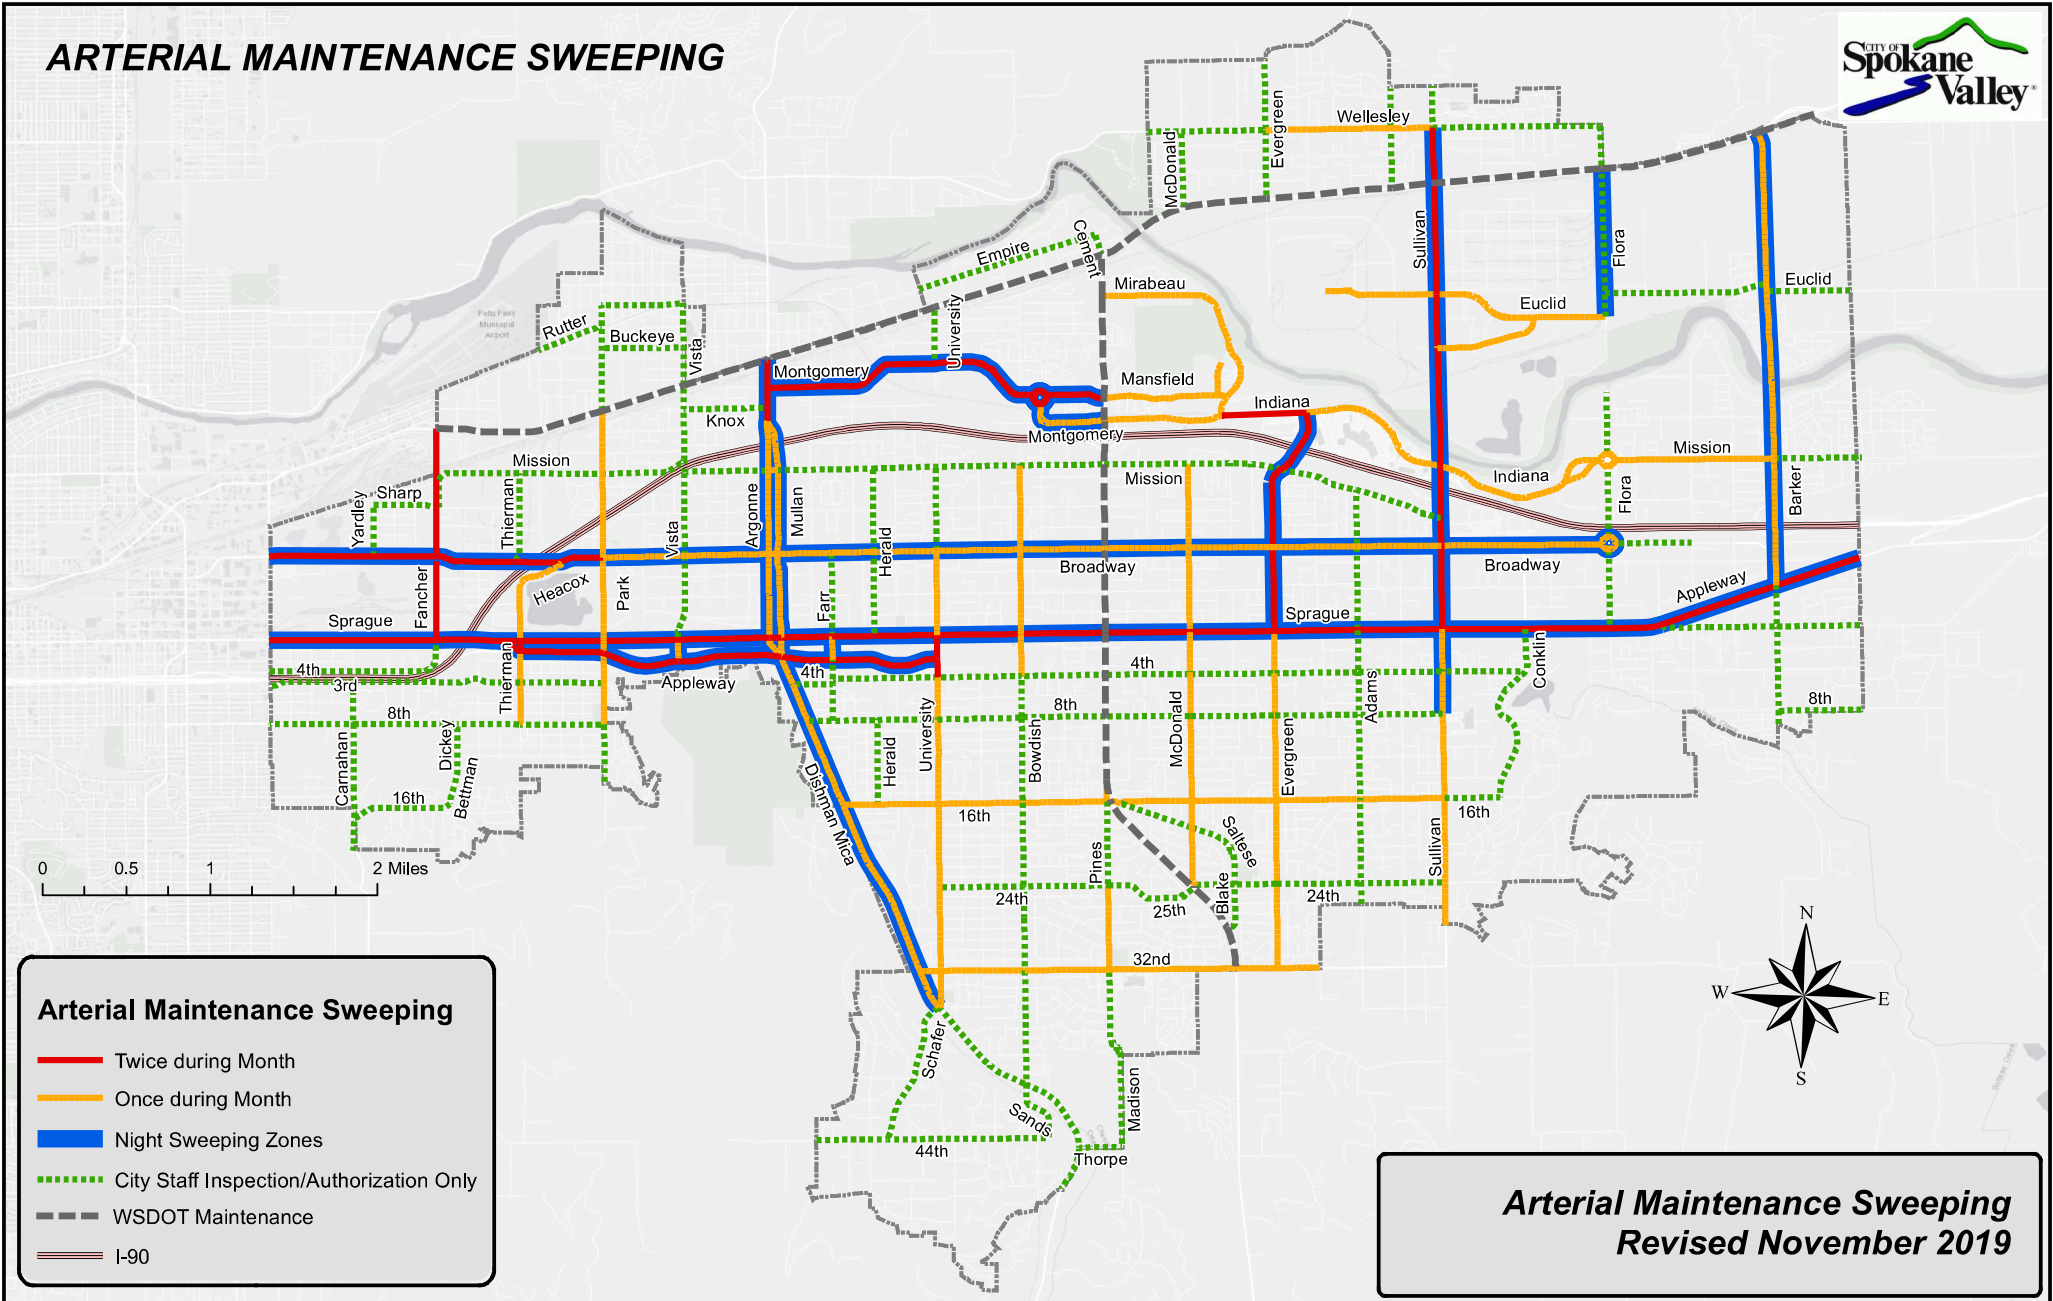 ARTERIAL MAINTENANCE SWEEPING
CITY OF
Spokane
Valley
Wellesley
Evergreen
McDonald
Sullivan
Flora
Empire
Cement
Mirabeau
Euclid
Euclid
Felts Field
Municipal
Airport
Rutter
Buckeye
Vista
University
Montgomery
Mansfield
Knox
Indiana
Montgomery
Mission
Mission
Mission
Indiana
Sharp
Yardley
Thierman
Argonne
Mullan
Vista
Herald
Flora
Barker
Broadway
Broadway
Heacox
Fancher
Park
Farr
Appleway
Sprague
Sprague
Thierman
Conklin
4th
3rd
4th
4th
Appleway
Adams
8th
8th
8th
Carnahan
Dickey
Bettman
16th
University
Herald
Bowdish
McDonald
Evergreen
Dishman Mica
16th
16th
Sullivan
Saltese
Pines
Blake
24th
25th
24th
32nd
0 0.5 1 2 Miles
N
W E
S
Schafer
Sands
Madison
44th
Thorpe
Arterial Maintenance Sweeping
Twice during Month
Once during Month
Night Sweeping Zones
City Staff Inspection/Authorization Only
WSDOT Maintenance
I-90
Arterial Maintenance Sweeping
Revised November 2019